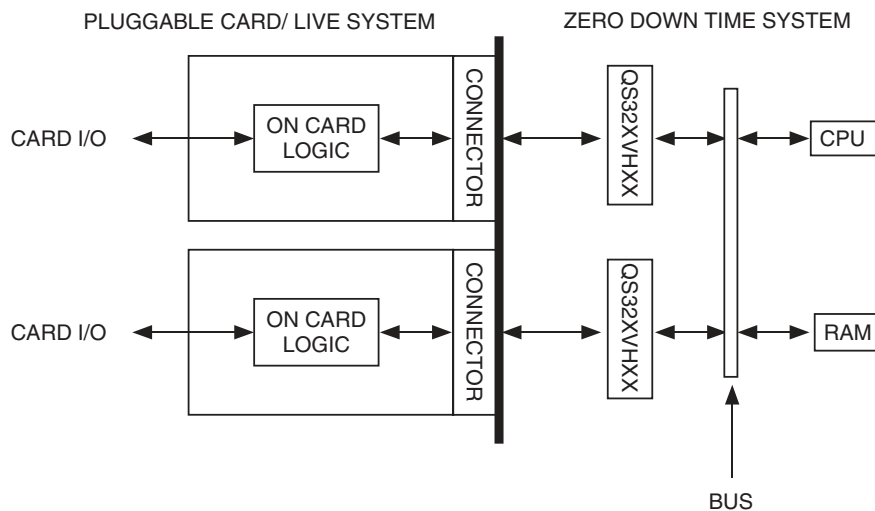 PLUGGABLE CARD/ LIVE SYSTEM
ZERO DOWN TIME SYSTEM
CARD I/O
ON CARD
LOGIC
CONNECTOR
QS32XVHXX
CPU
CARD I/O
ON CARD
LOGIC
CONNECTOR
QS32XVHXX
RAM
BUS